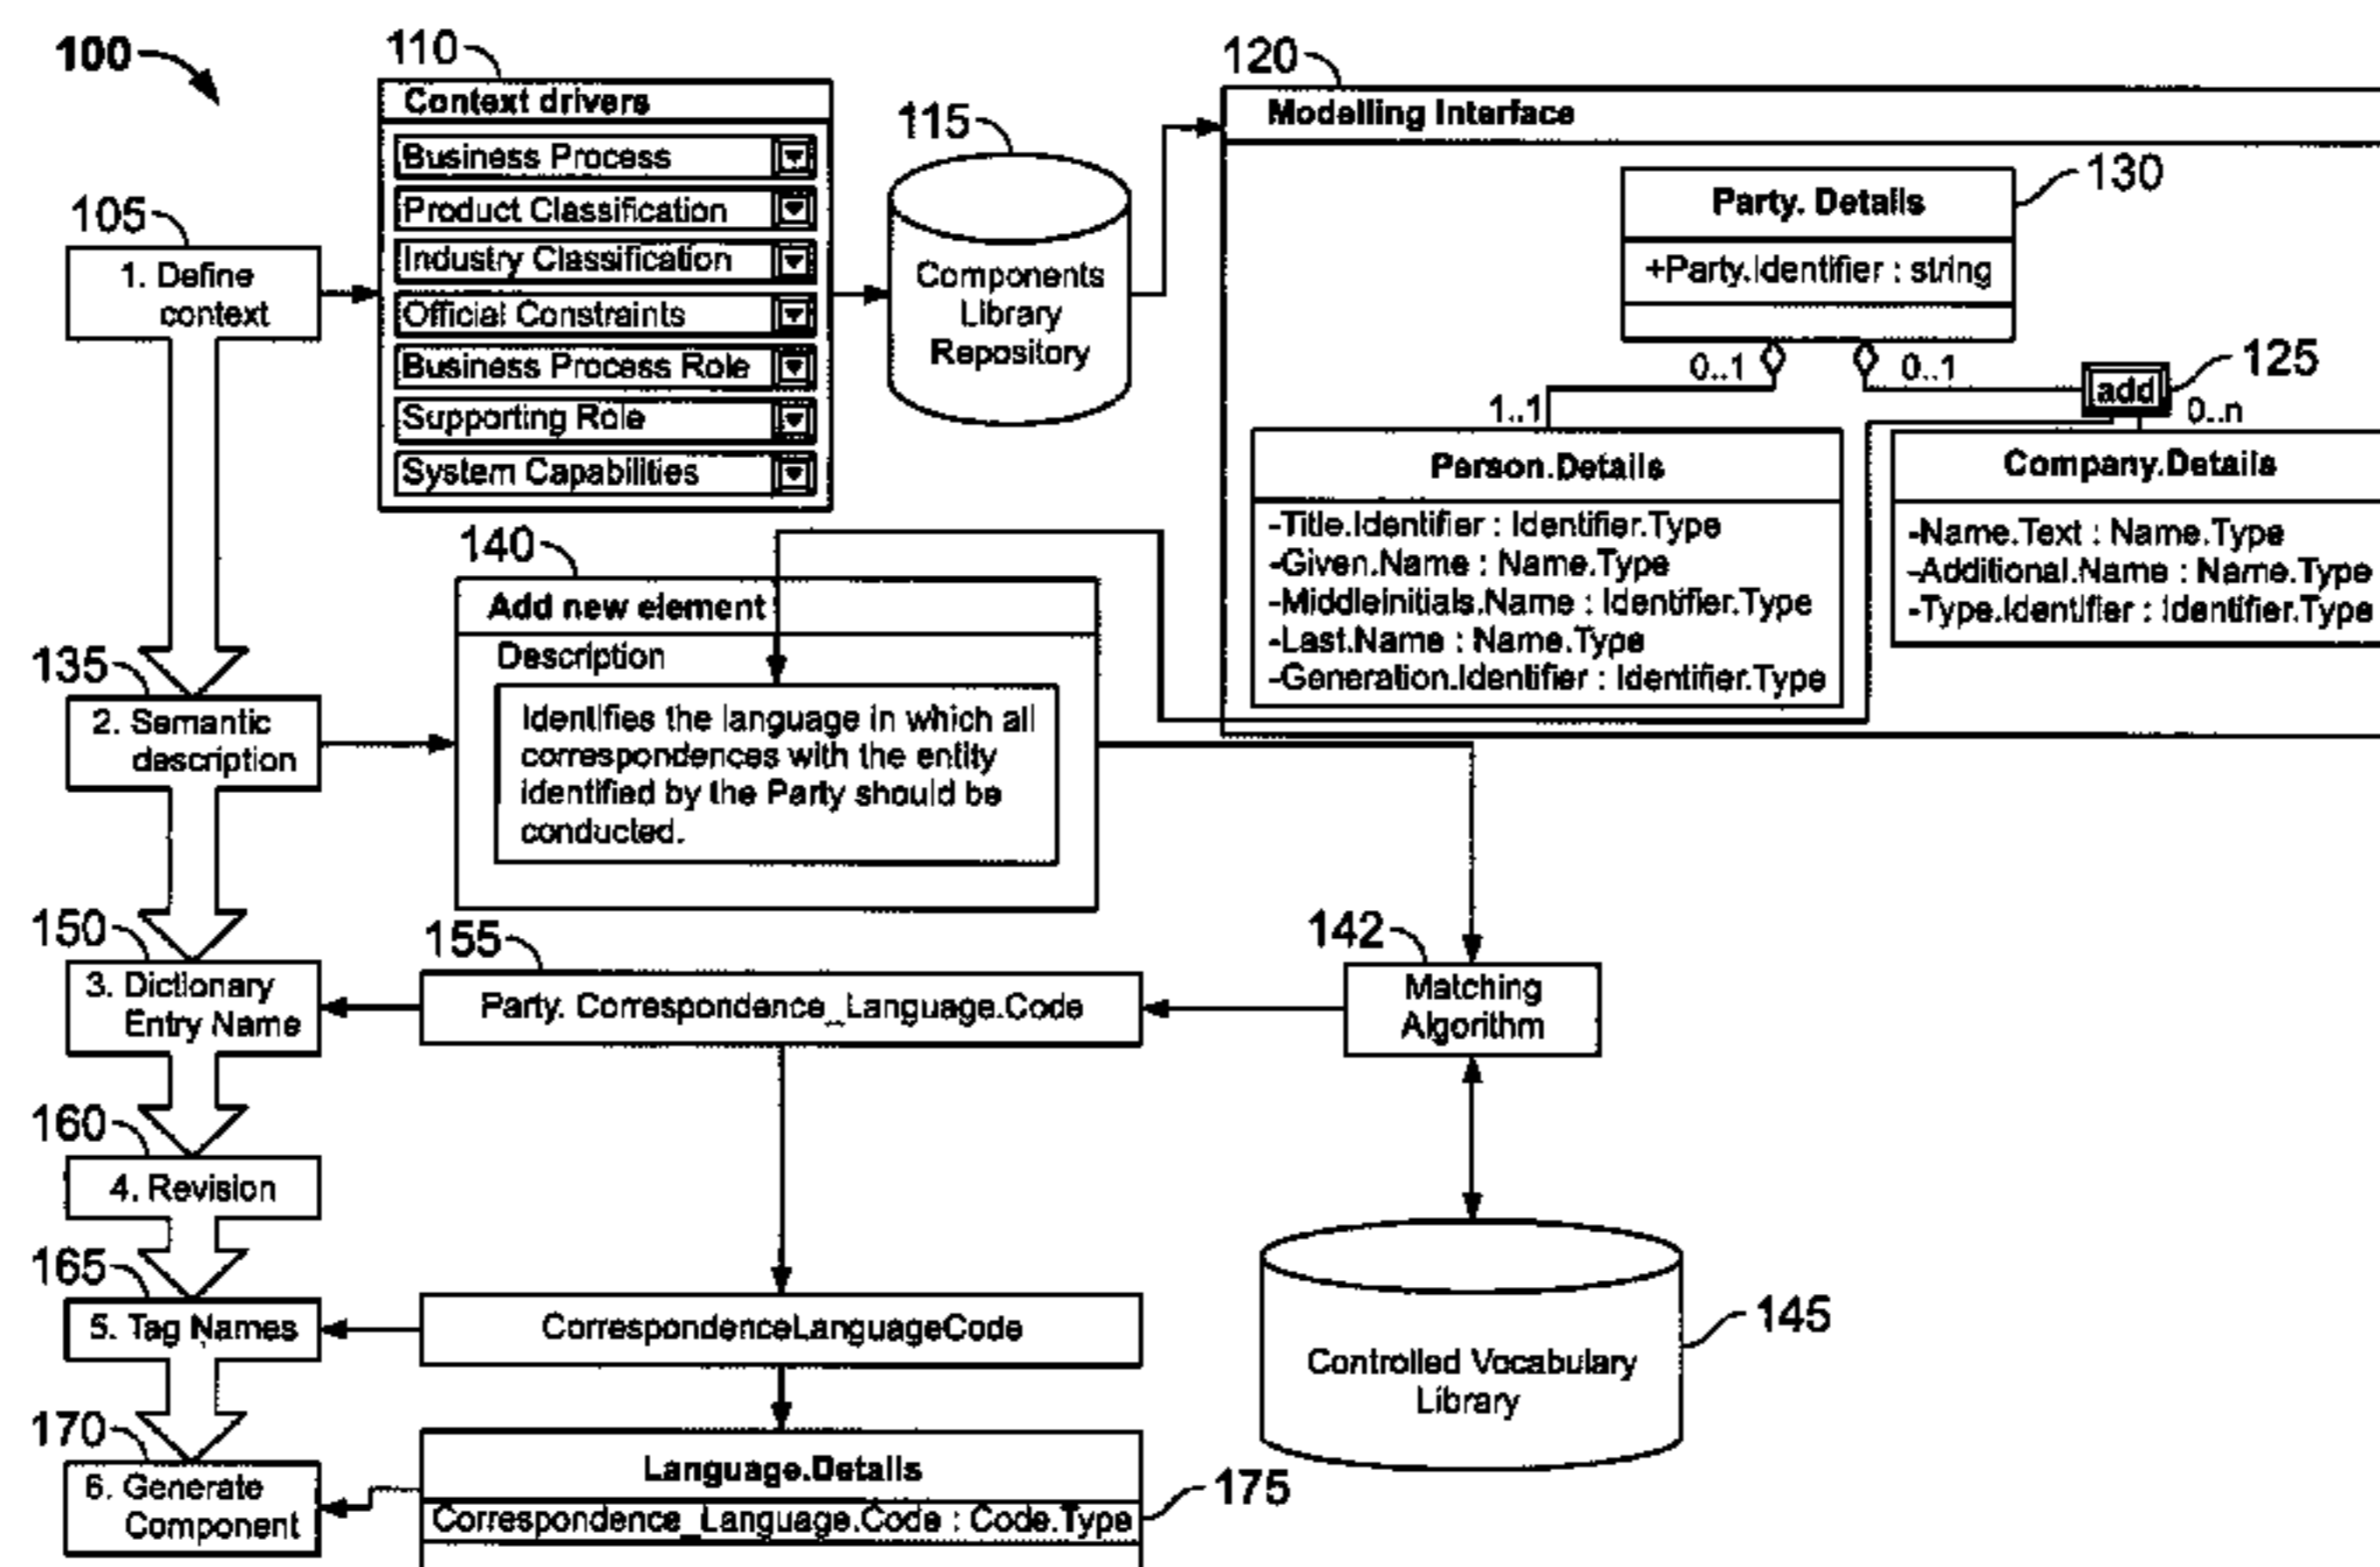 100
110
Context drivers
Business Process
Product Classification
Industry Classification
Official Constraints
Business Process Role
Supporting Role
System Capabilities
105
1. Define
context
115
Components
Library
Repository
120
Modelling Interface
130
Party. Details
+Party.Identifier : string
0..1
0..1
125
add
1..1
0..n
Person.Details
-Title.Identifier : Identifier.Type
-Given.Name : Name.Type
-MiddleInitials.Name : Identifier.Type
-Last.Name : Name.Type
-Generation.Identifier : Identifier.Type
Company.Details
-Name.Text : Name.Type
-Additional.Name : Name.Type
-Type.Identifier : Identifier.Type
135
2. Semantic
description
140
Add new element
Description
Identifies the language in which all
correspondences with the entity
identified by the Party should be
conducted.
150
3. Dictionary
Entry Name
155
Party. Correspondence_Language.Code
142
Matching
Algorithm
160
4. Revision
165
5. Tag Names
CorrespondenceLanguageCode
145
Controlled Vocabulary
Library
170
6. Generate
Component
Language.Details
Correspondence_Language.Code : Code.Type
175